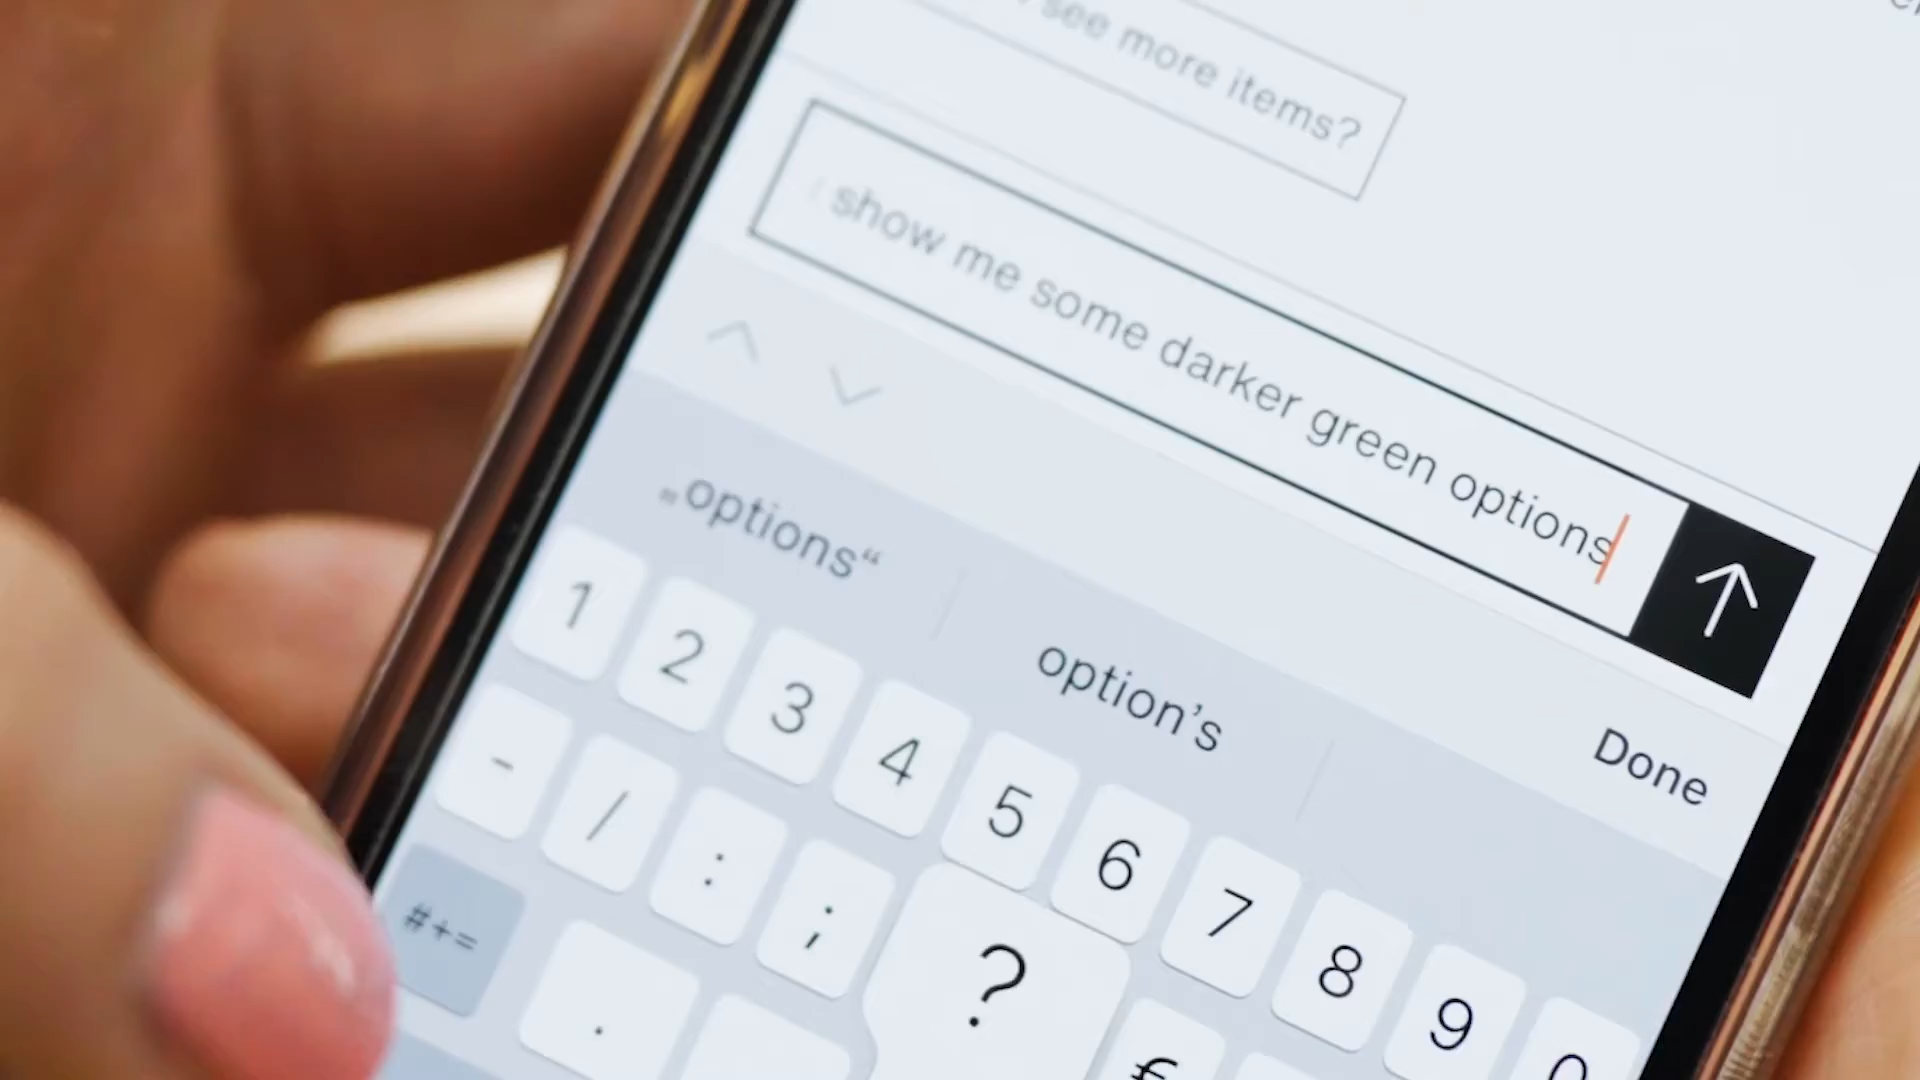 see more items?
show me some darker green options
„options“
option’s
Done
1 2 3 4 5 6 7 8 9 0
- / : ; ? €
#+= .